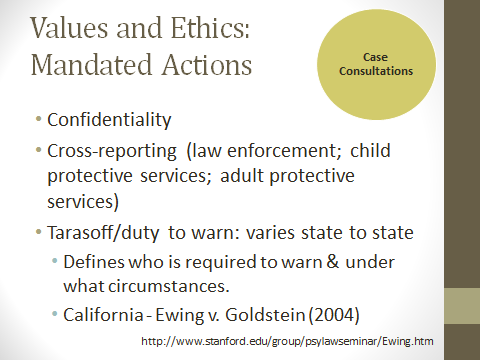 Values and Ethics:
Mandated Actions
Case
Consultations
• Confidentiality
• Cross-reporting (law enforcement; child
protective services; adult protective
services)
• Tarasoff/duty to warn: varies state to state
• Defines who is required to warn & under
what circumstances.
• California - Ewing v. Goldstein (2004)
http://www.stanford.edu/group/psylawseminar/Ewing.htm